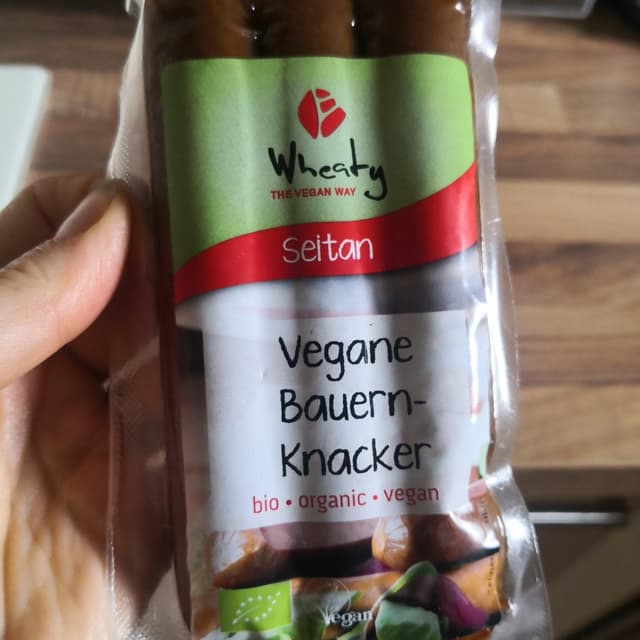 Wheaty
THE VEGAN WAY
Seitan
Vegane
Bauern-
Knacker
bio • organic • vegan
Vegan